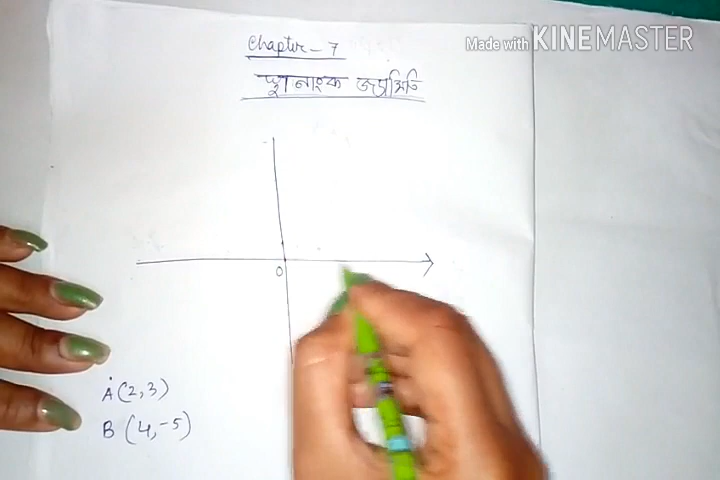 Chapter - 7
Made with KINEMASTER
স্থানাংক জ্যামিতি
0
A (2, 3)
B (4, -5)